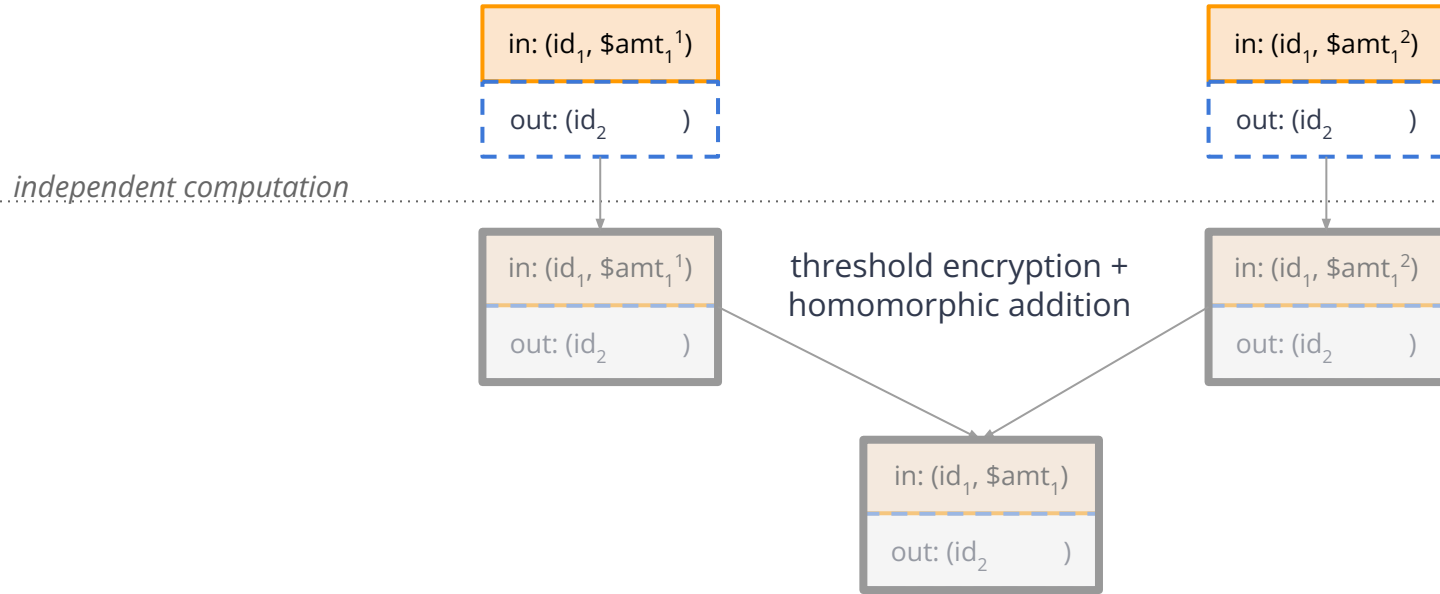 in: (id₁, $amt₁¹)
in: (id₁, $amt₁²)
out: (id₂ )
out: (id₂ )
independent computation
in: (id₁, $amt₁¹)
threshold encryption +
homomorphic addition
in: (id₁, $amt₁²)
out: (id₂ )
out: (id₂ )
in: (id₁, $amt₁)
out: (id₂ )